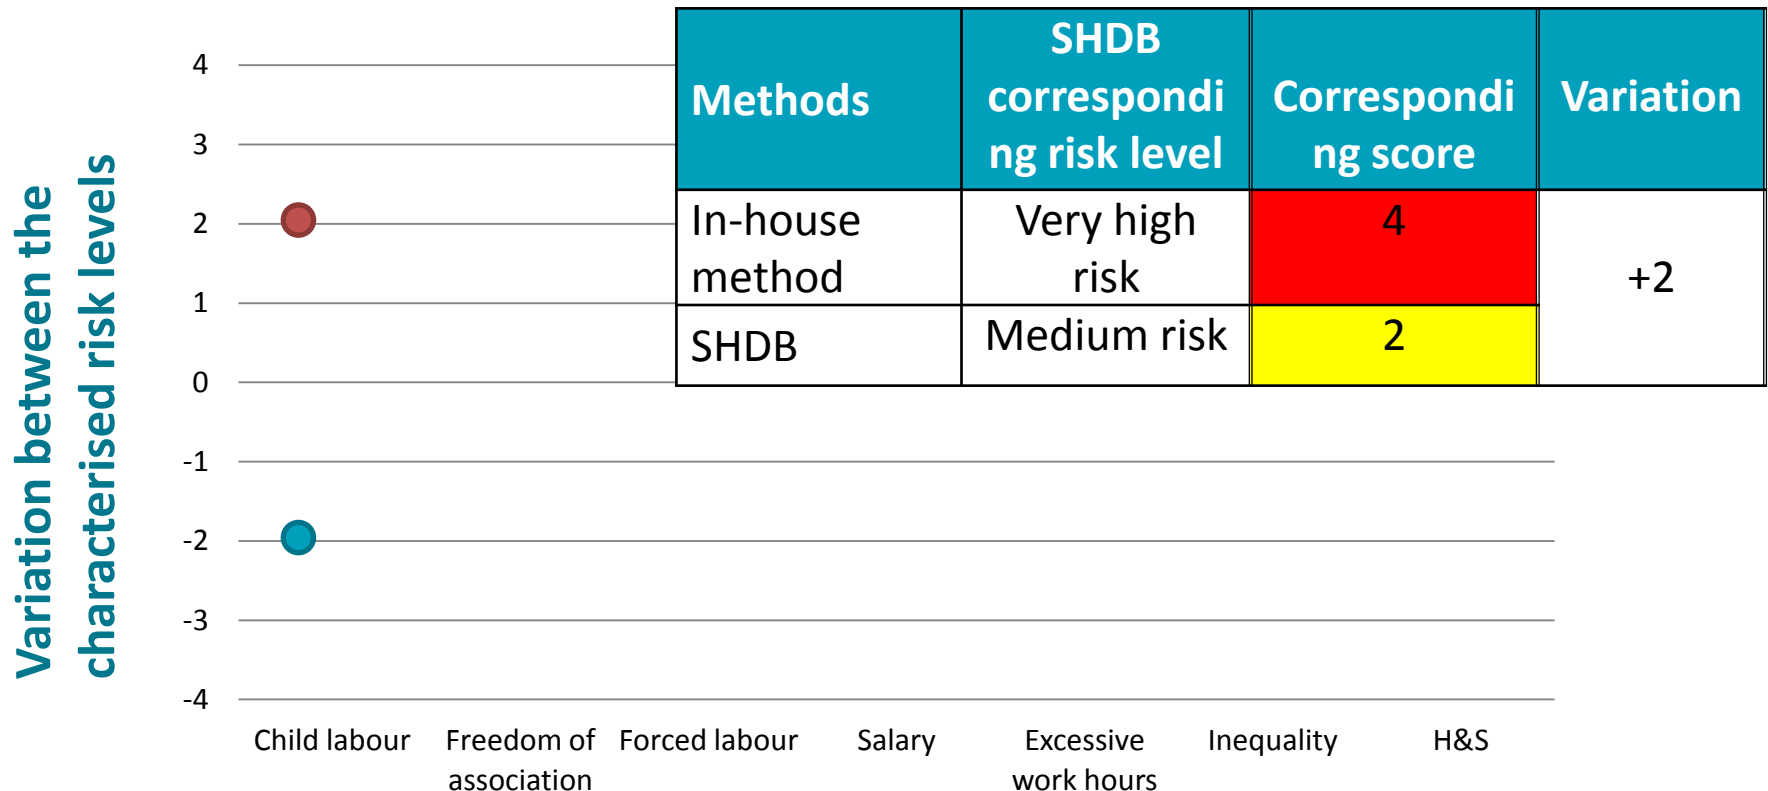 Variation between the
characterised risk levels
4
3
2
1
0
-1
-2
-3
-4
Child labour
Freedom of
association
Forced labour
Salary
Excessive
work hours
Inequality
H&S
Methods
SHDB
correspondi
ng risk level
Correspondi
ng score
Variation
In-house
method
Very high
risk
4
+2
SHDB
Medium risk
2